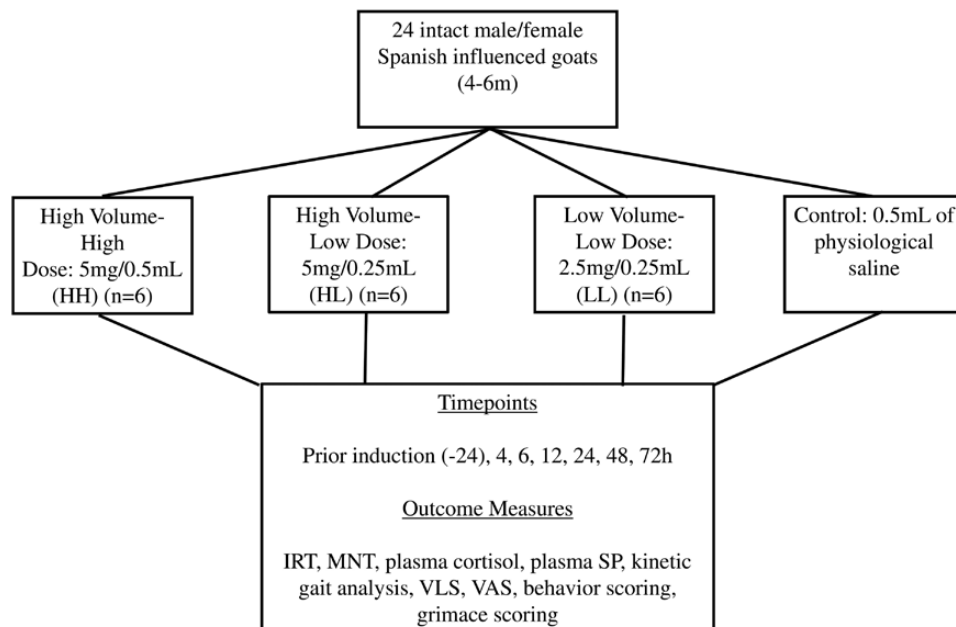 24 intact male/female
Spanish influenced goats
(4-6m)
High Volume-
High
Dose: 5mg/0.5mL
(HH) (n=6)
High Volume-
Low Dose:
5mg/0.25mL
(HL) (n=6)
Low Volume-
Low Dose:
2.5mg/0.25mL
(LL) (n=6)
Control: 0.5mL of
physiological
saline
Timepoints
Prior induction (-24), 4, 6, 12, 24, 48, 72h
Outcome Measures
IRT, MNT, plasma cortisol, plasma SP, kinetic
gait analysis, VLS, VAS, behavior scoring,
grimace scoring